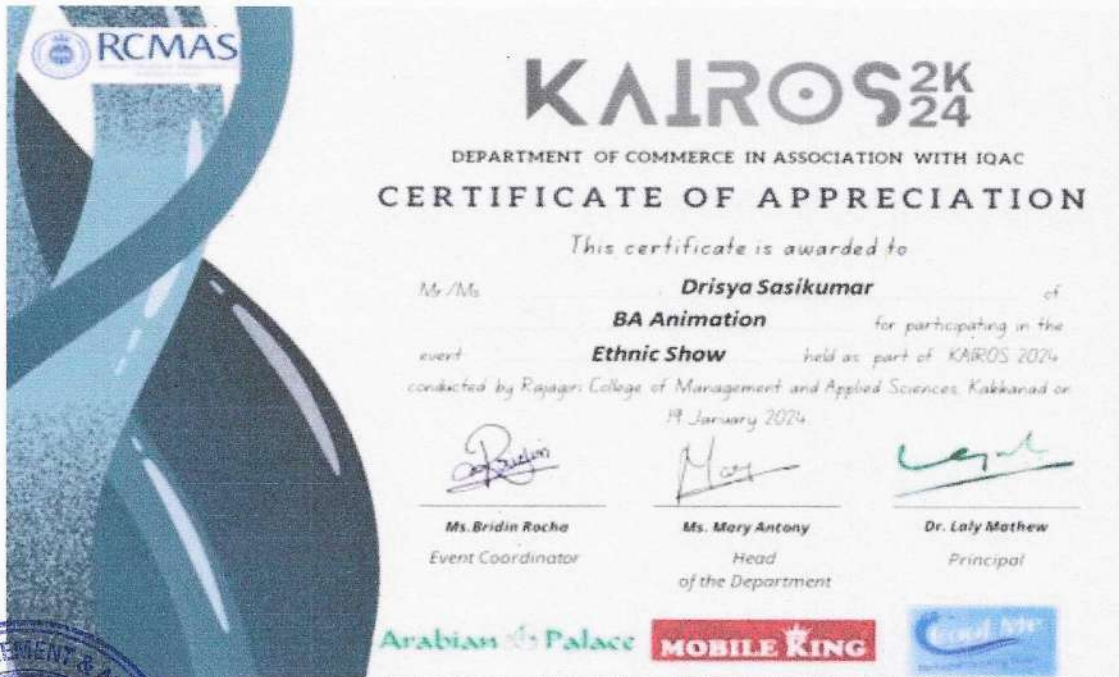 RCMAS
KAIROS 2K
24
DEPARTMENT OF COMMERCE IN ASSOCIATION WITH IQAC
CERTIFICATE OF APPRECIATION
This certificate is awarded to
Mr /Ms Drisya Sasikumar of
BA Animation for participating in the
event Ethnic Show held as part of KAIROS 2024
conducted by Rajagiri College of Management and Applied Sciences, Kakkanad on
19 January 2024
Ms.Bridin Rocha Ms. Mary Antony Dr. Laly Mathew
Event Coordinator Head Principal
of the Department
Arabian Palace MOBILE KING
EMENT & A